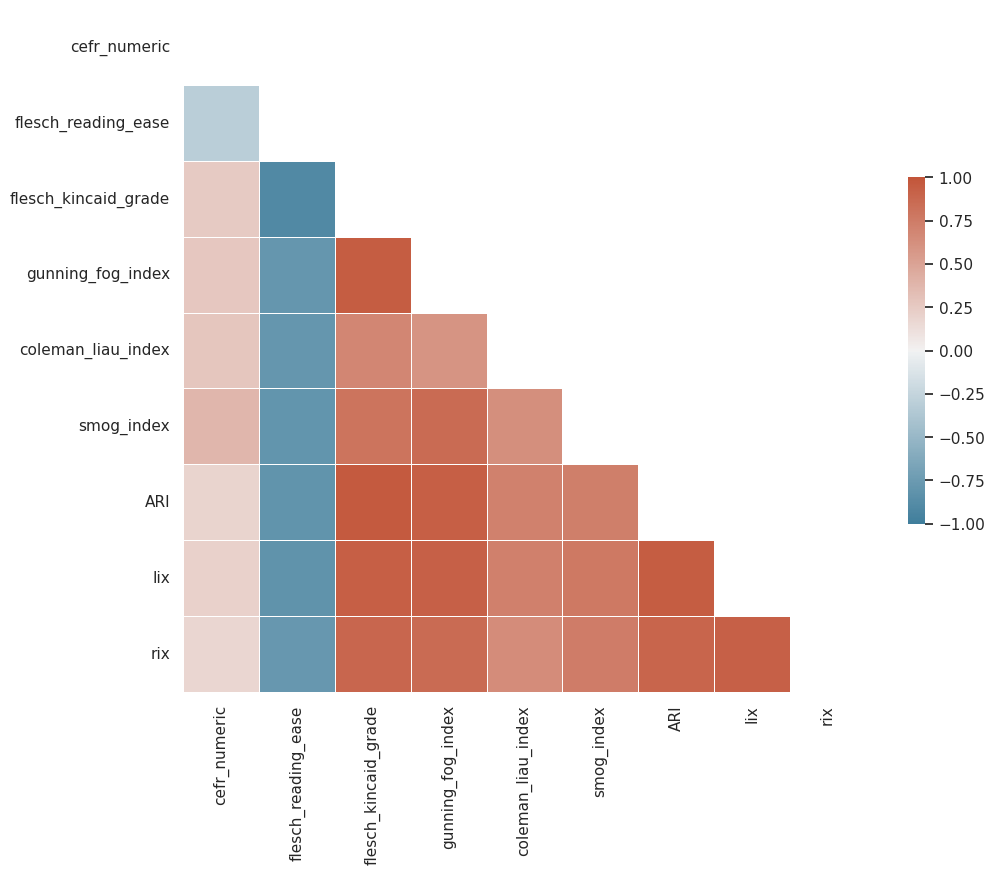 cefr_numeric
flesch_reading_ease
flesch_kincaid_grade
gunning_fog_index
coleman_liau_index
smog_index
ARI
lix
rix
cefr_numeric
flesch_reading_ease
flesch_kincaid_grade
gunning_fog_index
coleman_liau_index
smog_index
ARI
lix
rix
1.00
0.75
0.50
0.25
0.00
−0.25
−0.50
−0.75
−1.00